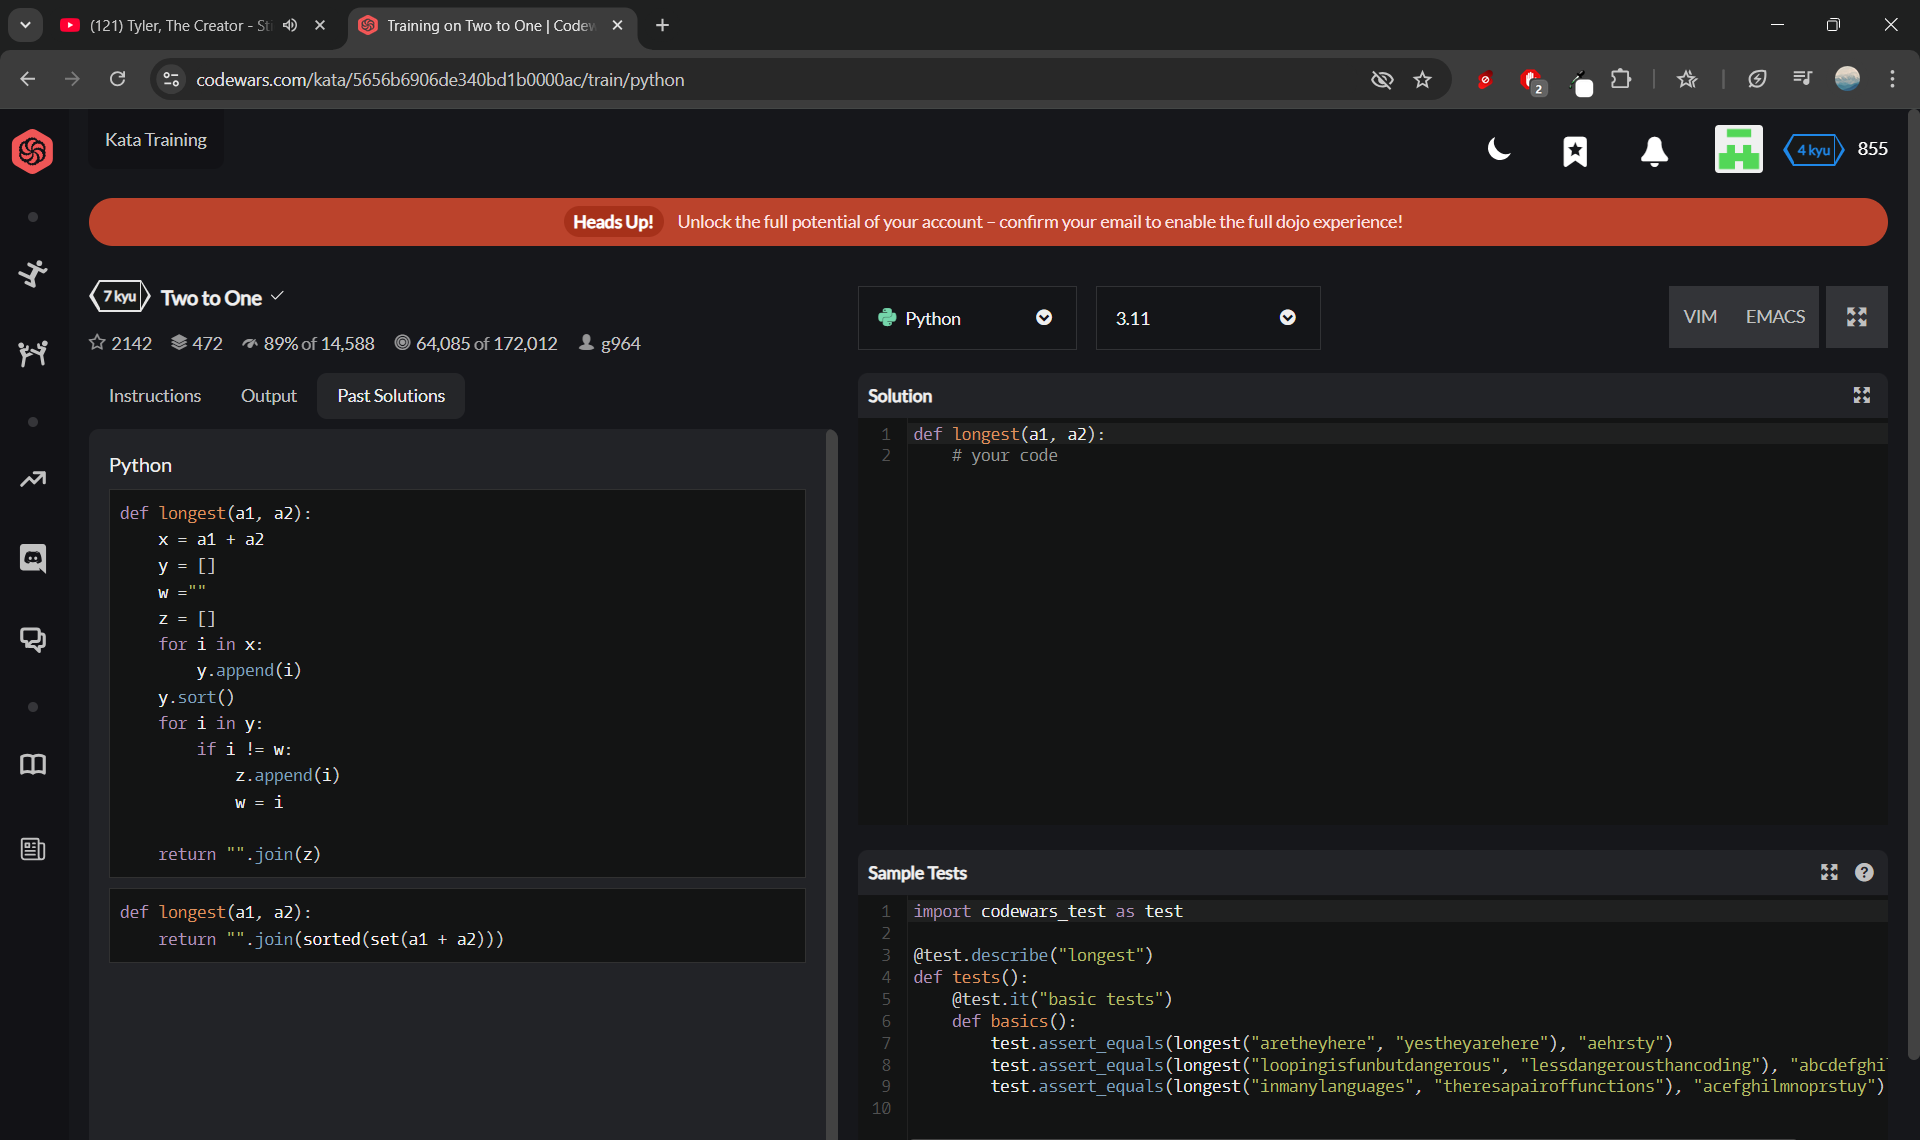 (121) Tyler, The Creator - St
Training on Two to One | Codew
codewars.com/kata/5656b6906de340bd1b0000ac/train/python
2
Kata Training
4 kyu
855
Heads Up! Unlock the full potential of your account – confirm your email to enable the full dojo experience!
7 kyu Two to One
2142 472 89% of 14,588 64,085 of 172,012 g964
Python
3.11
VIM EMACS
Instructions Output Past Solutions
Python
def longest(a1, a2):
    x = a1 + a2
    y = []
    w =""
    z = []
    for i in x:
        y.append(i)
    y.sort()
    for i in y:
        if i != w:
            z.append(i)
            w = i
    return "".join(z)
def longest(a1, a2):
    return "".join(sorted(set(a1 + a2)))
Solution
1 def longest(a1, a2):
2     # your code
Sample Tests
1 import codewars_test as test
2
3 @test.describe("longest")
4 def tests():
5     @test.it("basic tests")
6     def basics():
7         test.assert_equals(longest("aretheyhere", "yestheyarehere"), "aehrsty")
8         test.assert_equals(longest("loopingisfunbutdangerous", "lessdangerousthancoding"), "abcdefghi
9         test.assert_equals(longest("inmanylanguages", "theresapairoffunctions"), "acefghilmnoprstuy")
10